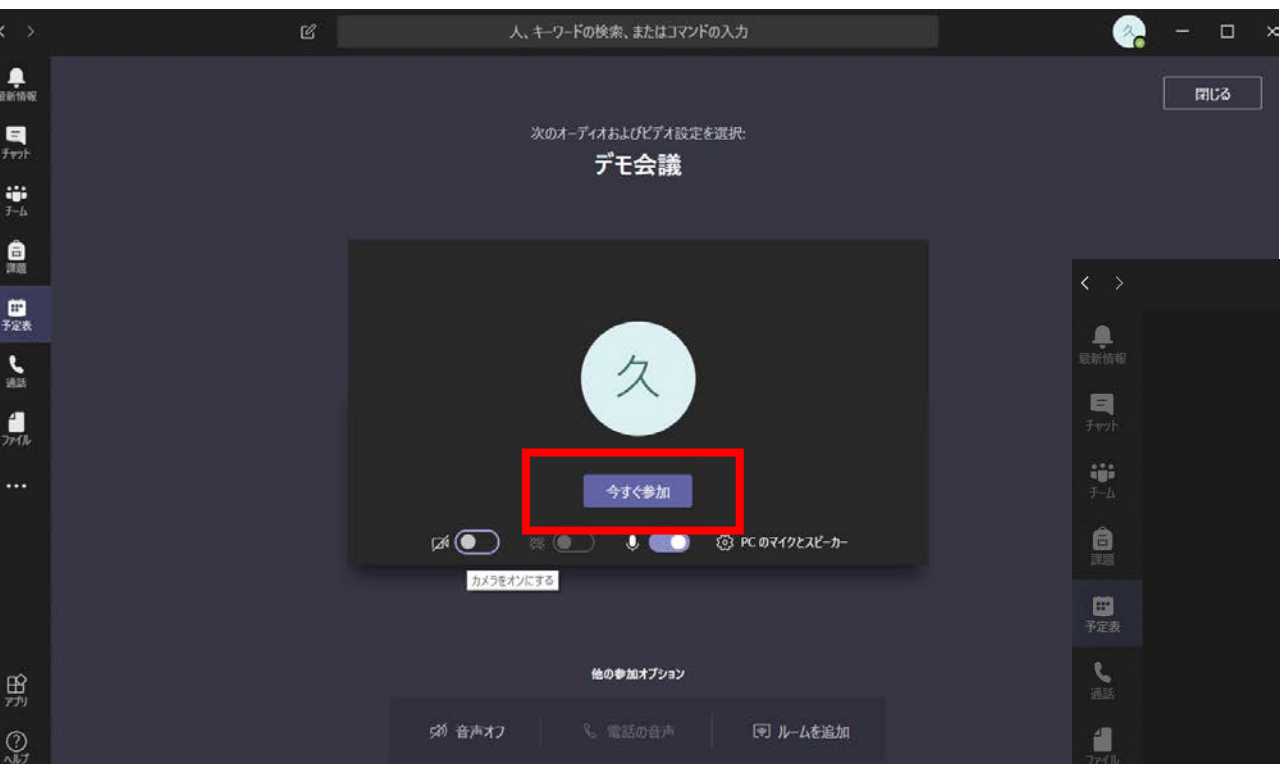 人、キーワードの検索、またはコマンドの入力
久
最新情報
チャット
チーム
課題
予定表
通話
ファイル
アプリ
ヘルプ
閉じる
次のオーディオおよびビデオ設定を選択:
デモ会議
久
今すぐ参加
PC のマイクとスピーカー
カメラをオンにする
他の参加オプション
音声オフ
電話の音声
ルームを追加
最新情報
チャット
チーム
課題
予定表
通話
ファイル